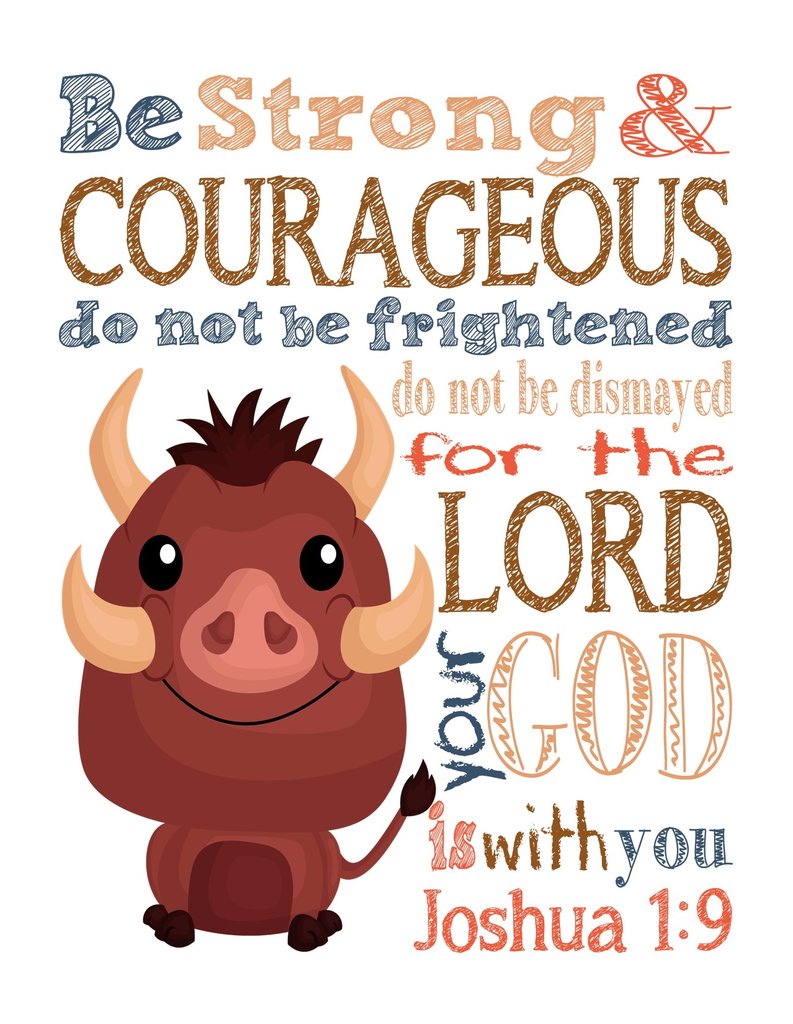 Be Strong &
COURAGEOUS
do not be frightened
do not be dismayed
for the
LORD
your GOD
is with you
Joshua 1:9